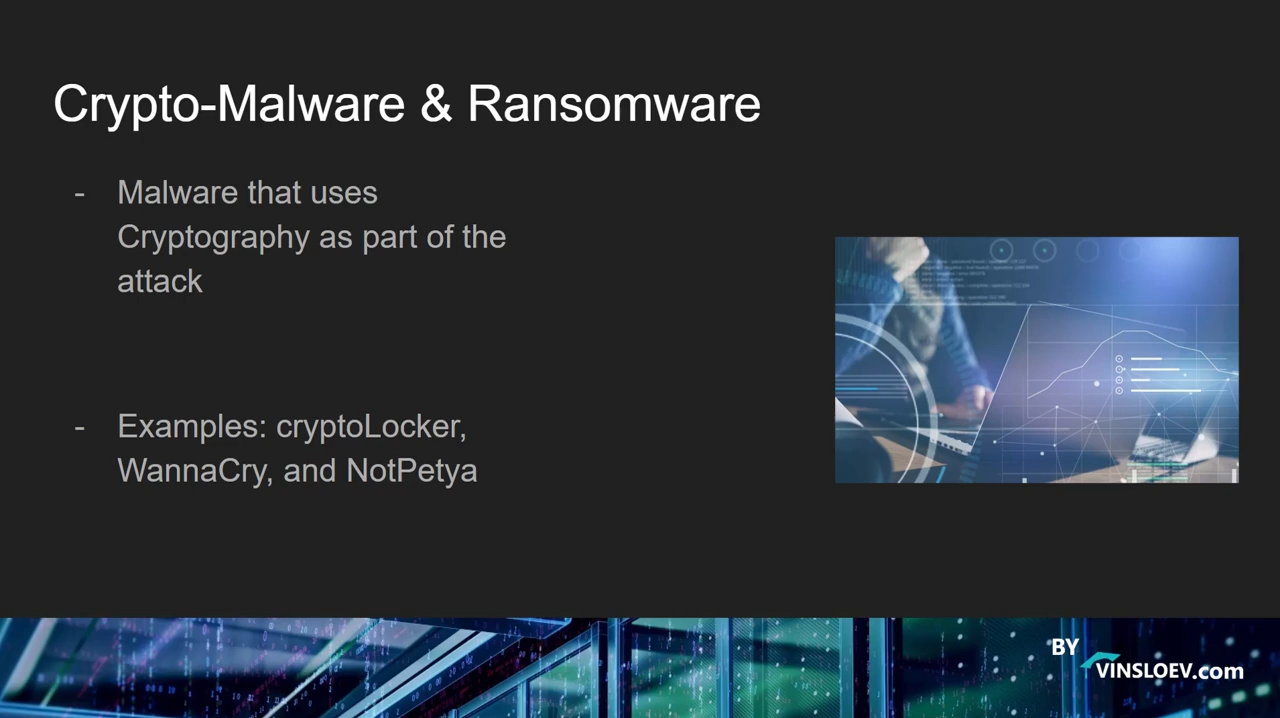 Crypto-Malware & Ransomware
- Malware that uses
Cryptography as part of the
attack
- Examples: cryptoLocker,
WannaCry, and NotPetya
BY
VINSLOEV.com